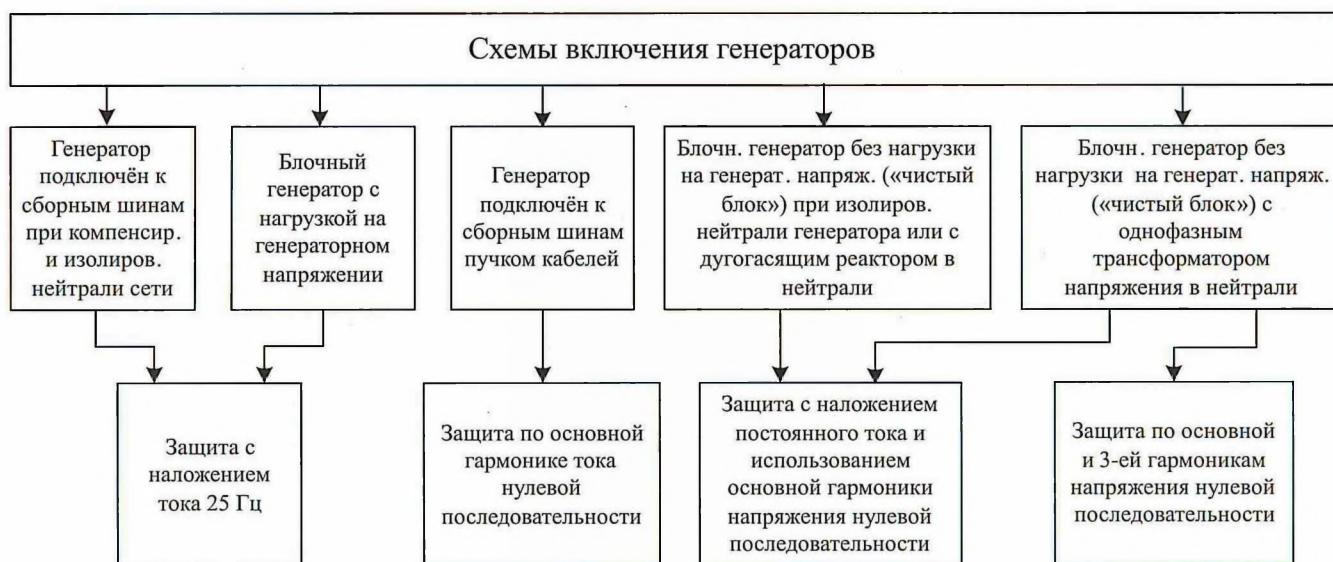 Схемы включения генераторов
Генератор
подключён к
сборным шинам
при компенсир.
и изолиров.
нейтрали сети
Блочный
генератор с
нагрузкой на
генераторном
напряжении
Генератор
подключён к
сборным шинам
пучком кабелей
Блочн. генератор без нагрузки
на генерат. напряж. («чистый
блок») при изолиров.
нейтрали генератора или с
дугогасящим реактором в
нейтрали
Блочн. генератор без
нагрузки на генерат. напряж.
(«чистый блок») с
однофазным
трансформатором
напряжения в нейтрали
Защита с
наложением
тока 25 Гц
Защита по основной
гармонике тока
нулевой
последовательности
Защита с наложением
постоянного тока и
использованием
основной гармоники
напряжения нулевой
последовательности
Защита по основной
и 3-ей гармоникам
напряжения нулевой
последовательности